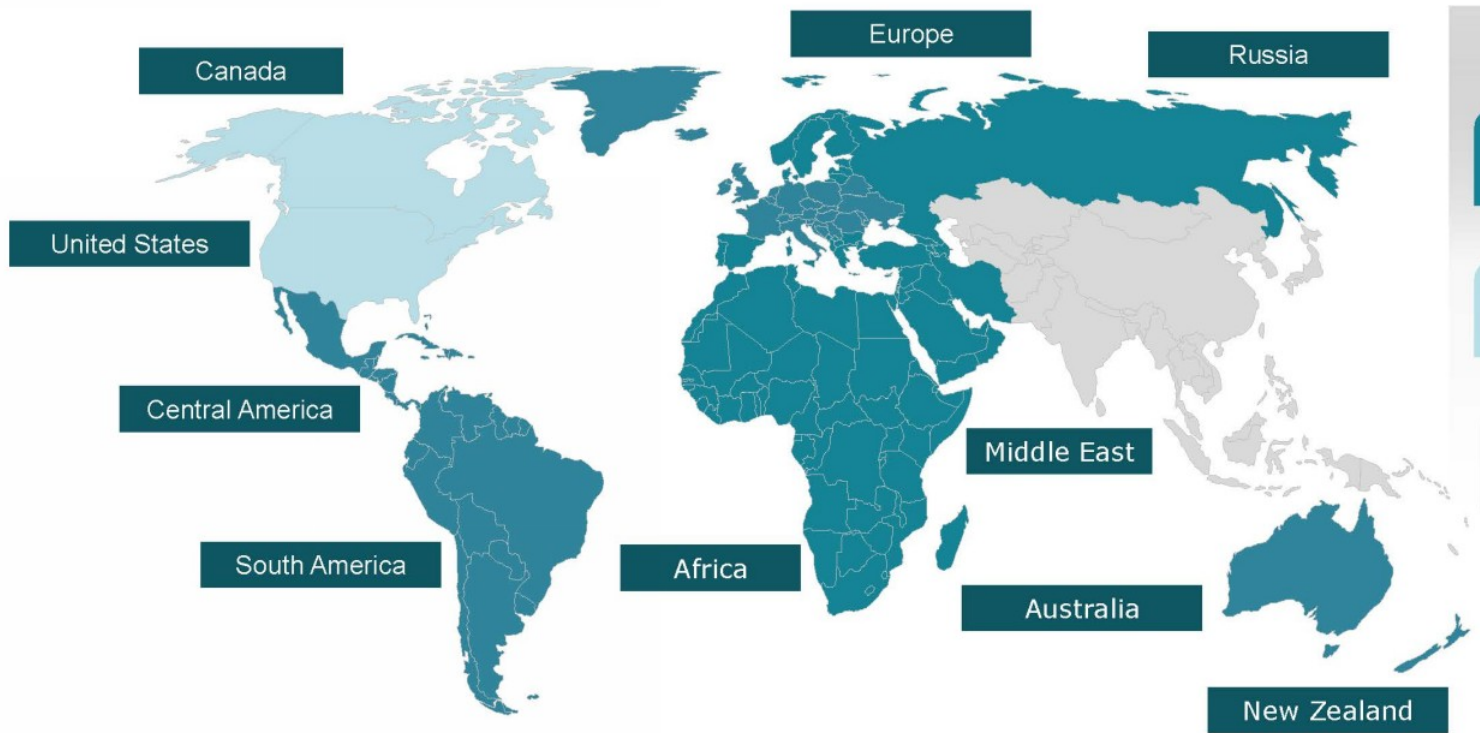 Europe
Russia
Canada
United States
Central America
Middle East
South America
Africa
Australia
New Zealand